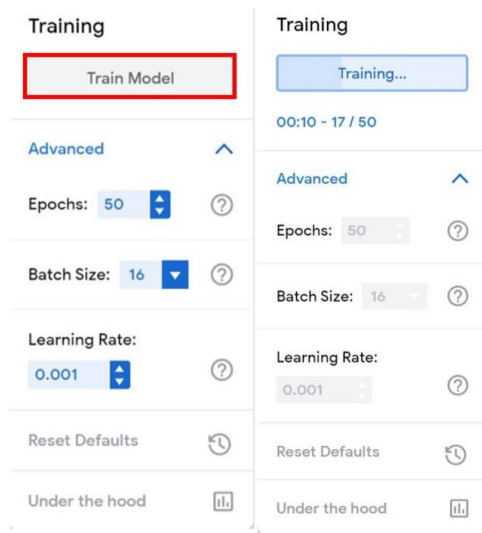 Training
Train Model
Advanced
Epochs: 50
Batch Size: 16
Learning Rate:
0.001
Reset Defaults
Under the hood
Training
Training...
00:10 - 17 / 50
Advanced
Epochs: 50
Batch Size: 16
Learning Rate:
0.001
Reset Defaults
Under the hood